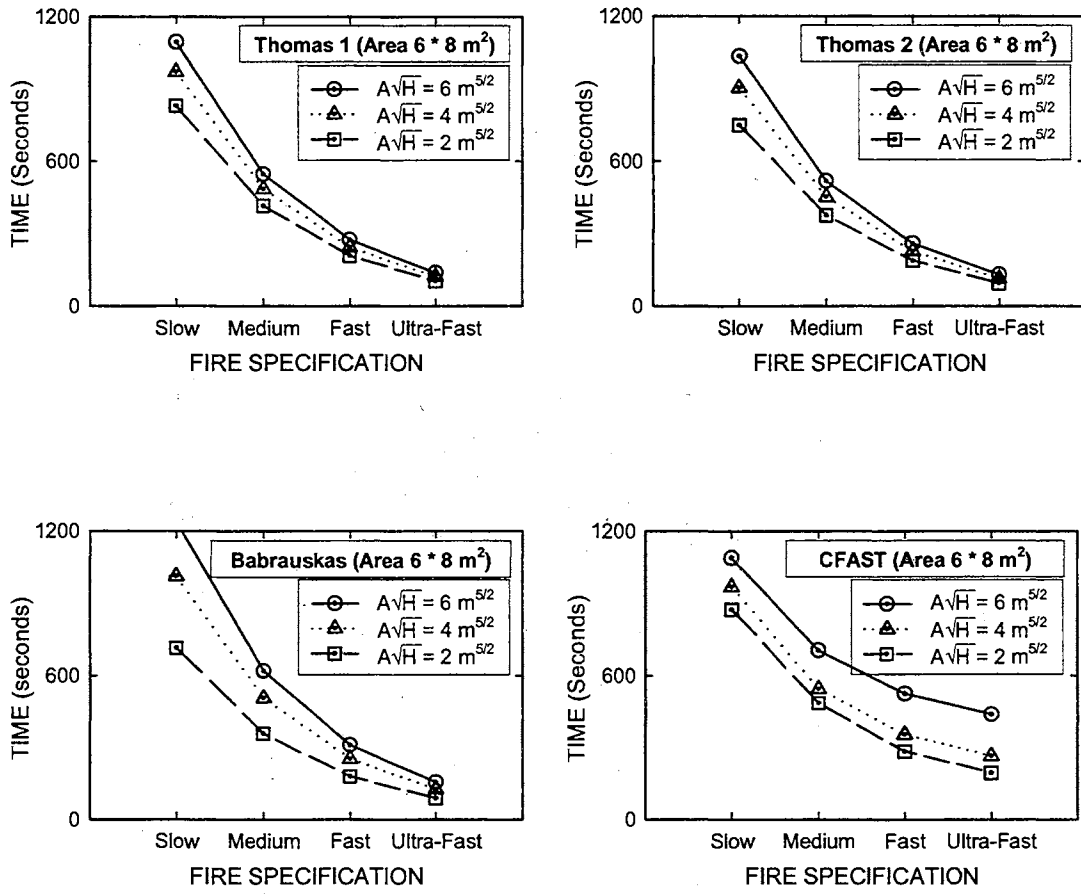 1200
600
0
TIME (Seconds)
Thomas 1 (Area 6 * 8 m²)
A√H = 6 m^5/2
A√H = 4 m^5/2
A√H = 2 m^5/2
Slow Medium Fast Ultra-Fast
FIRE SPECIFICATION
1200
600
0
TIME (Seconds)
Thomas 2 (Area 6 * 8 m²)
A√H = 6 m^5/2
A√H = 4 m^5/2
A√H = 2 m^5/2
Slow Medium Fast Ultra-Fast
FIRE SPECIFICATION
1200
600
0
TIME (seconds)
Babrauskas (Area 6 * 8 m²)
A√H = 6 m^5/2
A√H = 4 m^5/2
A√H = 2 m^5/2
Slow Medium Fast Ultra-Fast
FIRE SPECIFICATION
1200
600
0
TIME (Seconds)
CFAST (Area 6 * 8 m²)
A√H = 6 m^5/2
A√H = 4 m^5/2
A√H = 2 m^5/2
Slow Medium Fast Ultra-Fast
FIRE SPECIFICATION